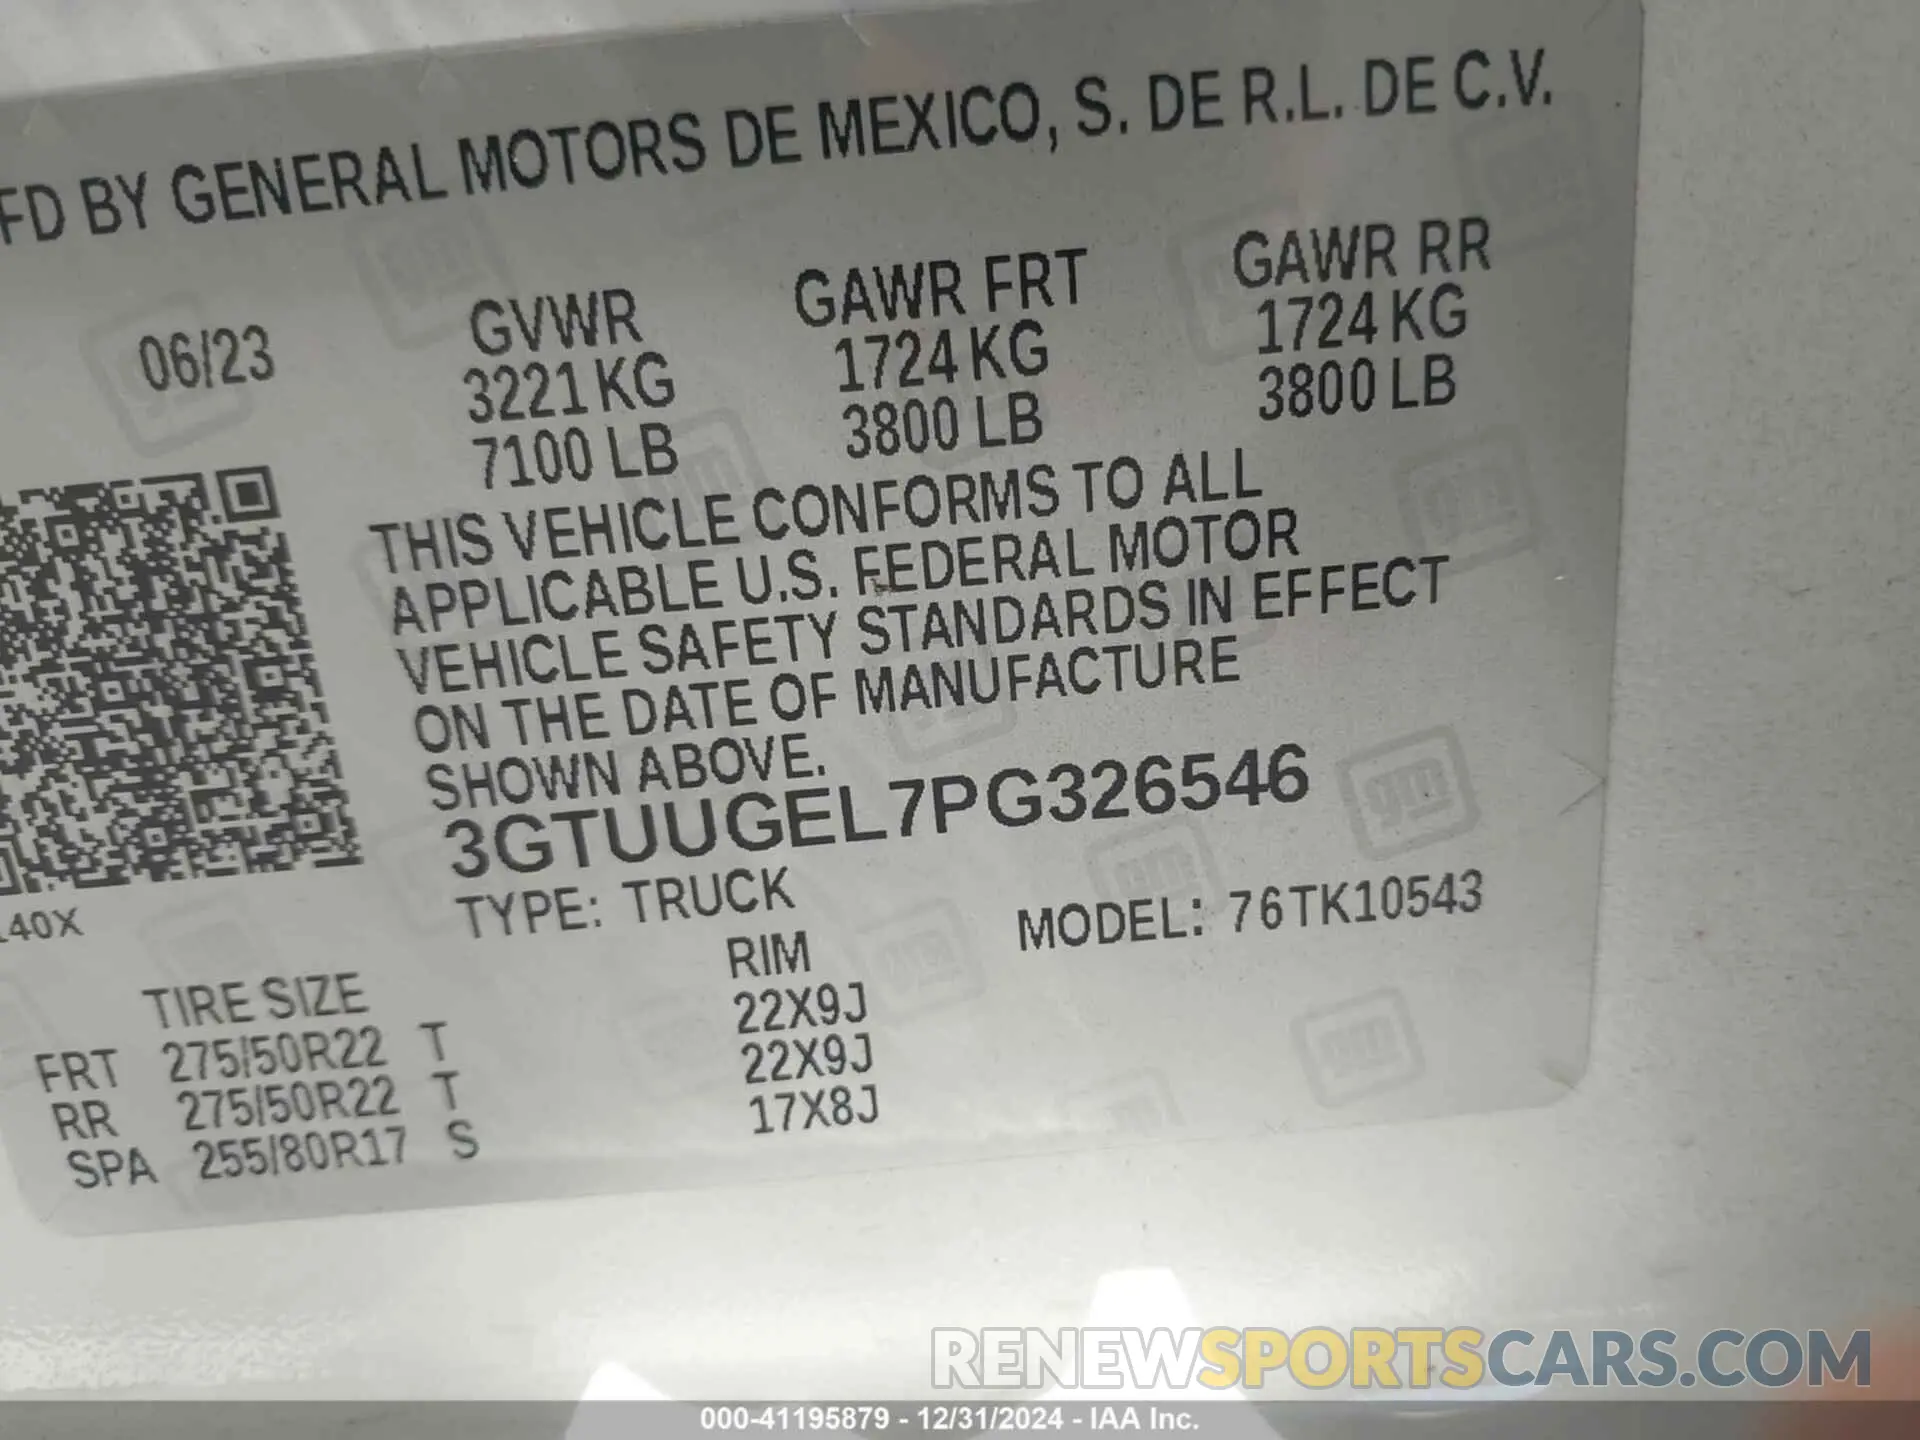 FD BY GENERAL MOTORS DE MEXICO, S. DE R.L. DE C.V.
06/23 GVWR GAWR FRT GAWR RR
3221 KG 1724 KG 1724 KG
7100 LB 3800 LB 3800 LB
THIS VEHICLE CONFORMS TO ALL
APPLICABLE U.S. FEDERAL MOTOR
VEHICLE SAFETY STANDARDS IN EFFECT
ON THE DATE OF MANUFACTURE
SHOWN ABOVE.
3GTUUGEL7PG326546
140X
TYPE: TRUCK MODEL: 76TK10543
TIRE SIZE RIM
FRT 275/50R22 T 22X9J
RR 275/50R22 T 22X9J
SPA 255/80R17 S 17X8J
gm
RENEWSPORTSCARS.COM
000-41195879 - 12/31/2024 - IAA Inc.